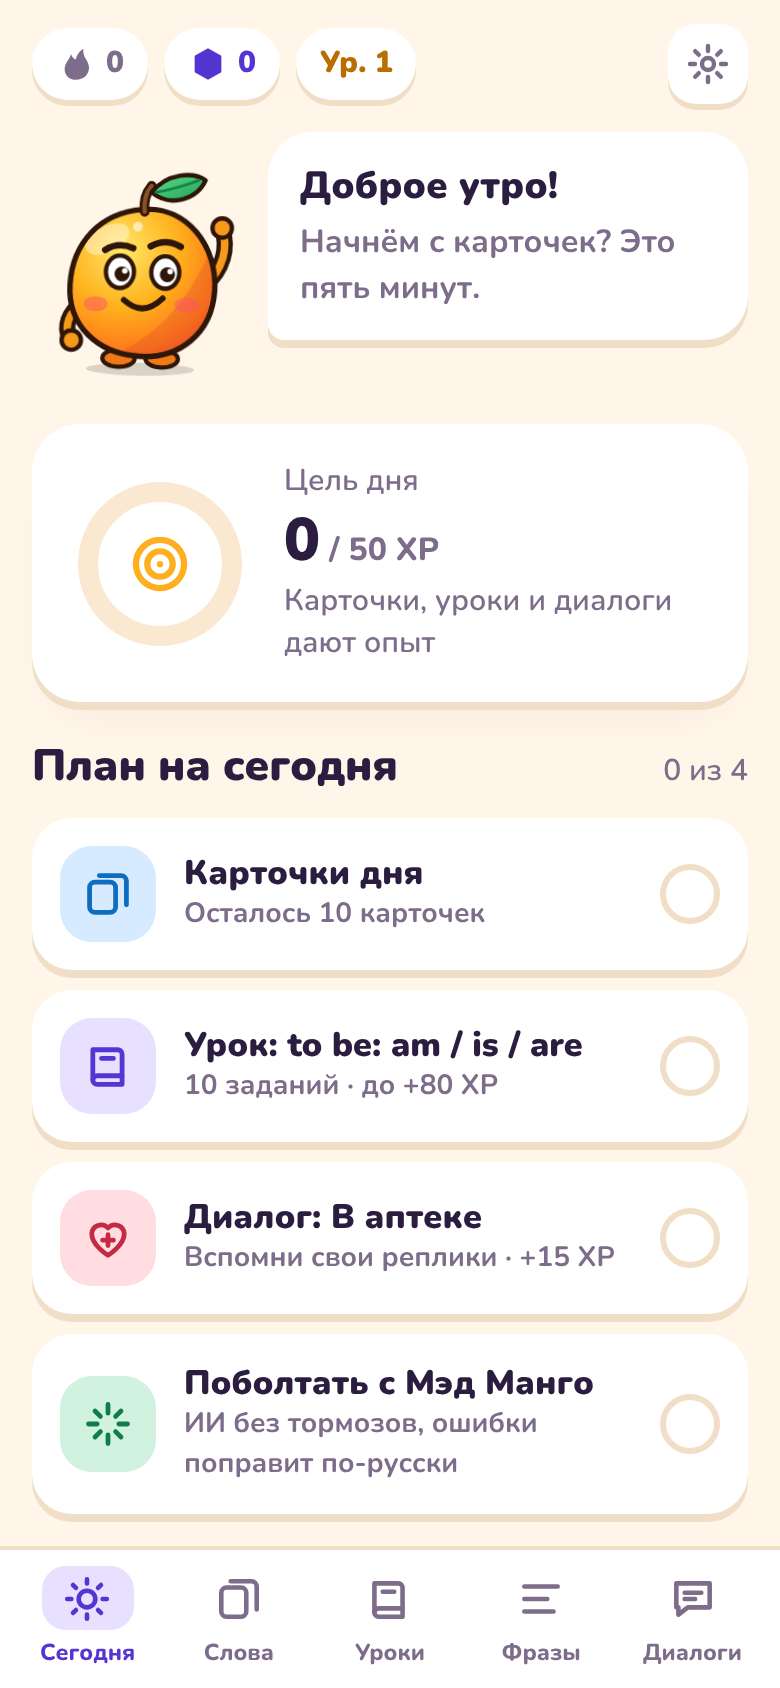 0
0
Ур. 1
Доброе утро!
Начнём с карточек? Это
пять минут.
Цель дня
0 / 50 XP
Карточки, уроки и диалоги
дают опыт
План на сегодня
0 из 4
Карточки дня
Осталось 10 карточек
Урок: to be: am / is / are
10 заданий · до +80 XP
Диалог: В аптеке
Вспомни свои реплики · +15 XP
Поболтать с Мэд Манго
ИИ без тормозов, ошибки
поправит по-русски
Сегодня
Слова
Уроки
Фразы
Диалоги